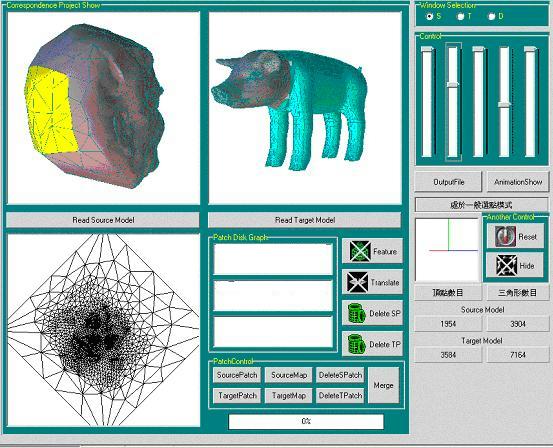 Correspondence Project Show
Window Selection
S T D
Control
OutputFile AnimationShow
處於一般選點模式
Read Source Model Read Target Model
Another Control
Reset
Hide
Patch Disk Graph
Feature
Translate
Delete SP
Delete TP
頂點數目 三角形數目
Source Model
1954 3904
Target Model
3584 7164
PatchControl
SourcePatch SourceMap DeleteSPatch
Merge
TargetPatch TargetMap DeleteTPatch
0%